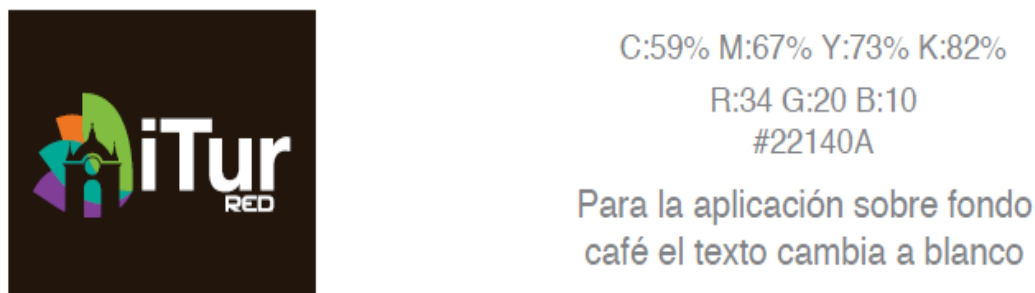 iTur
RED
C:59% M:67% Y:73% K:82%
R:34 G:20 B:10
#22140A
Para la aplicación sobre fondo
café el texto cambia a blanco